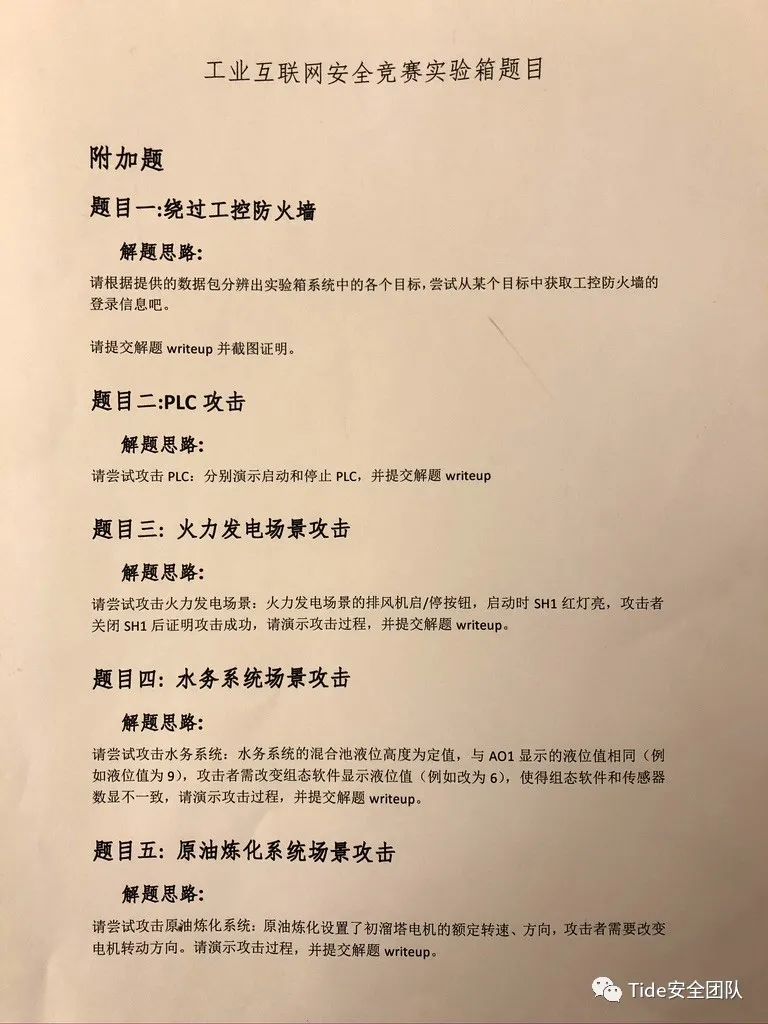 工业互联网安全竞赛实验箱题目
附加题
题目一:绕过工控防火墙
解题思路:
请根据提供的数据包分辨出实验箱系统中的各个目标,尝试从某个目标中获取工控防火墙的
登录信息吧。
请提交解题 writeup 并截图证明。
题目二:PLC 攻击
解题思路:
请尝试攻击 PLC：分别演示启动和停止 PLC，并提交解题 writeup
题目三: 火力发电场景攻击
解题思路:
请尝试攻击火力发电场景：火力发电场景的排风机启/停按钮，启动时 SH1 红灯亮，攻击者
关闭 SH1 后证明攻击成功，请演示攻击过程，并提交解题 writeup。
题目四: 水务系统场景攻击
解题思路:
请尝试攻击水务系统：水务系统的混合池液位高度为定值，与 AO1 显示的液位值相同（例
如液位值为 9），攻击者需改变组态软件显示液位值（例如改为 6），使得组态软件和传感器
数显不一致，请演示攻击过程，并提交解题 writeup。
题目五: 原油炼化系统场景攻击
解题思路:
请尝试攻击原油炼化系统：原油炼化设置了初溜塔电机的额定转速、方向，攻击者需要改变
电机转动方向。请演示攻击过程，并提交解题 writeup。
Tide安全团队